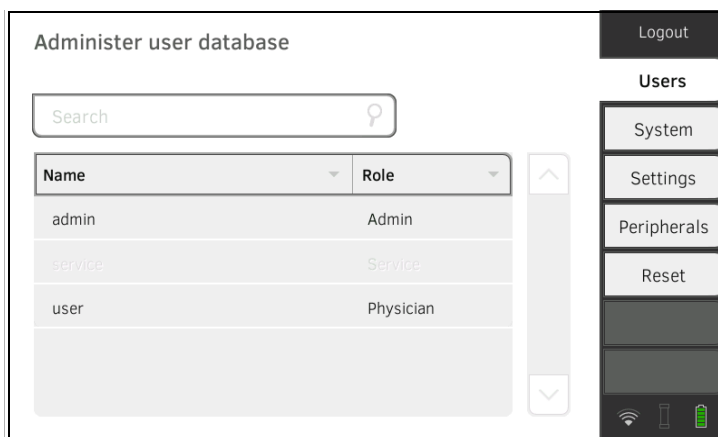 Administer user database
Search
Name Role
admin Admin
service Service
user Physician
Logout
Users
System
Settings
Peripherals
Reset